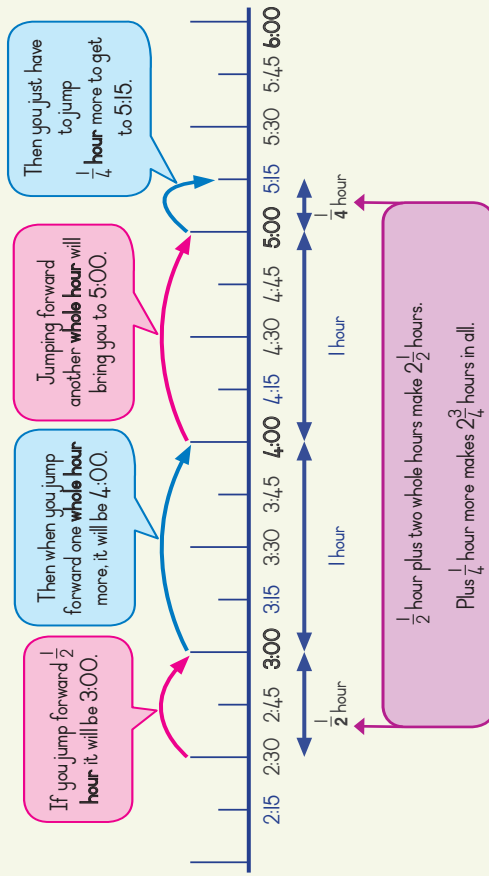 If you jump forward 1/2
hour it will be 3:00.
Then when you jump
forward one whole hour
more, it will be 4:00.
Jumping forward
another whole hour will
bring you to 5:00.
Then you just have
to jump
1/4 hour more to get
to 5:15.
2:15 2:30 2:45 3:00 3:15 3:30 3:45 4:00 4:15 4:30 4:45 5:00 5:15 5:30 5:45 6:00
1/2 hour
1 hour
1 hour
1/4 hour
1/2 hour plus two whole hours make 2 1/2 hours.
Plus 1/4 hour more makes 2 3/4 hours in all.